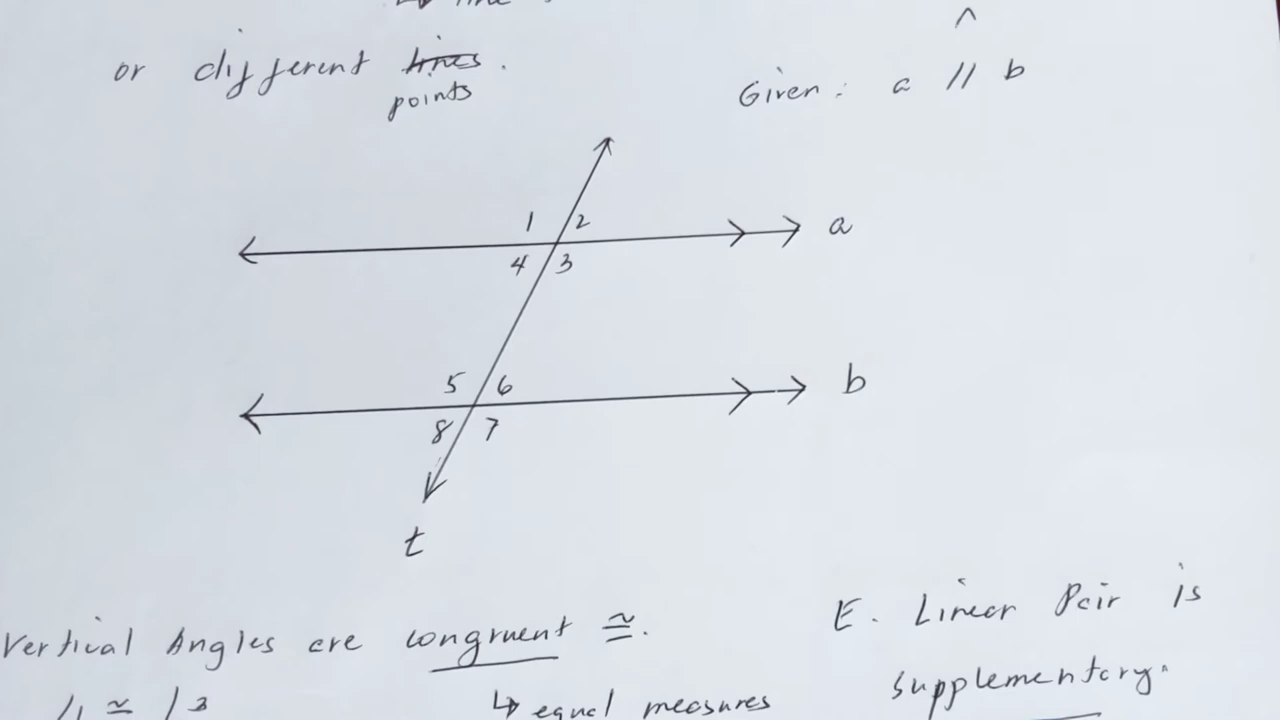 or different lines.
points
Given: a // b
1 2
a
4 3
5 6
b
8 7
t
Vertical Angles are congruent ≅.
∠1 ≅ ∠3
↳ equal measures
E. Linear Pair is
supplementary.